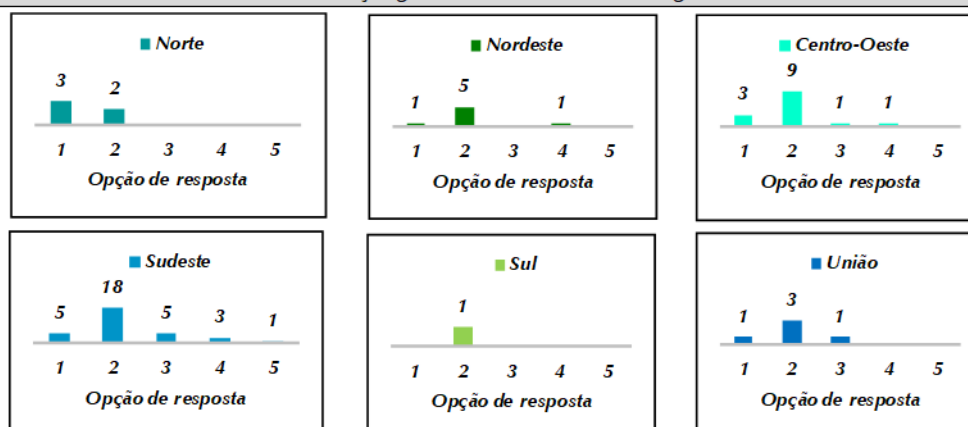 Norte
3 2
1 2 3 4 5
Opção de resposta
Nordeste
1 5 1
1 2 3 4 5
Opção de resposta
Centro-Oeste
3 9 1 1
1 2 3 4 5
Opção de resposta
Sudeste
5 18 5 3 1
1 2 3 4 5
Opção de resposta
Sul
1
1 2 3 4 5
Opção de resposta
União
1 3 1
1 2 3 4 5
Opção de resposta